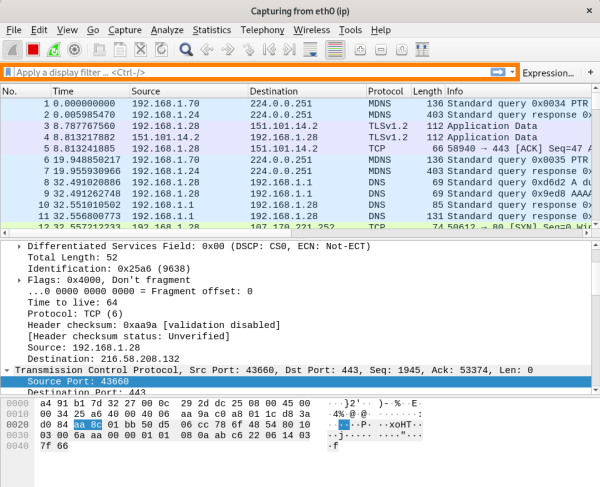 Capturing from eth0 (ip)
File Edit View Go Capture Analyze Statistics Telephony Wireless Tools Help
Apply a display filter ... <Ctrl-/> Expression... +
No. Time Source Destination Protocol Length Info
1 0.000000000 192.168.1.70 224.0.0.251 MDNS 136 Standard query 0x0034 PTR
2 0.005985470 192.168.1.24 224.0.0.251 MDNS 403 Standard query response 0x
3 8.787767560 192.168.1.28 151.101.14.2 TLSv1.2 112 Application Data
4 8.813217882 151.101.14.2 192.168.1.28 TLSv1.2 112 Application Data
5 8.813241885 192.168.1.28 151.101.14.2 TCP 66 58940 → 443 [ACK] Seq=47 A
6 19.948850217 192.168.1.70 224.0.0.251 MDNS 136 Standard query 0x0035 PTR
7 19.955930966 192.168.1.24 224.0.0.251 MDNS 403 Standard query response 0x
8 32.491020886 192.168.1.28 192.168.1.1 DNS 69 Standard query 0xd6d2 A du
9 32.491262748 192.168.1.28 192.168.1.1 DNS 69 Standard query 0x9ed8 AAAA
10 32.551010502 192.168.1.1 192.168.1.28 DNS 85 Standard query response 0x
11 32.556800773 192.168.1.1 192.168.1.28 DNS 131 Standard query response 0x
12 32.557212233 192.168.1.28 107.170.221.252 TCP 74 50612 → 80 [SYN] Seq=0 Win
Differentiated Services Field: 0x00 (DSCP: CS0, ECN: Not-ECT)
Total Length: 52
Identification: 0x25a6 (9638)
Flags: 0x4000, Don't fragment
...0 0000 0000 0000 = Fragment offset: 0
Time to live: 64
Protocol: TCP (6)
Header checksum: 0xaa9a [validation disabled]
[Header checksum status: Unverified]
Source: 192.168.1.28
Destination: 216.58.208.132
Transmission Control Protocol, Src Port: 43660, Dst Port: 443, Seq: 1945, Ack: 53374, Len: 0
Source Port: 43660
Destination Port: 443
0000 a4 91 b1 7d 32 27 00 0c 29 2d dc 25 08 00 45 00 ···}2'·· )-·%··E·
0010 00 34 25 a6 40 00 40 06 aa 9a c0 a8 01 1c d8 3a ·4%·@·@· ·······:
0020 d0 84 aa 8c 01 bb 50 d5 06 cc 78 6f 48 54 80 10 ······P· ··xoHT··
0030 03 00 6a aa 00 00 01 01 08 0a ab c6 22 06 14 03 ··j····· ····"···
0040 7f 66 ·f